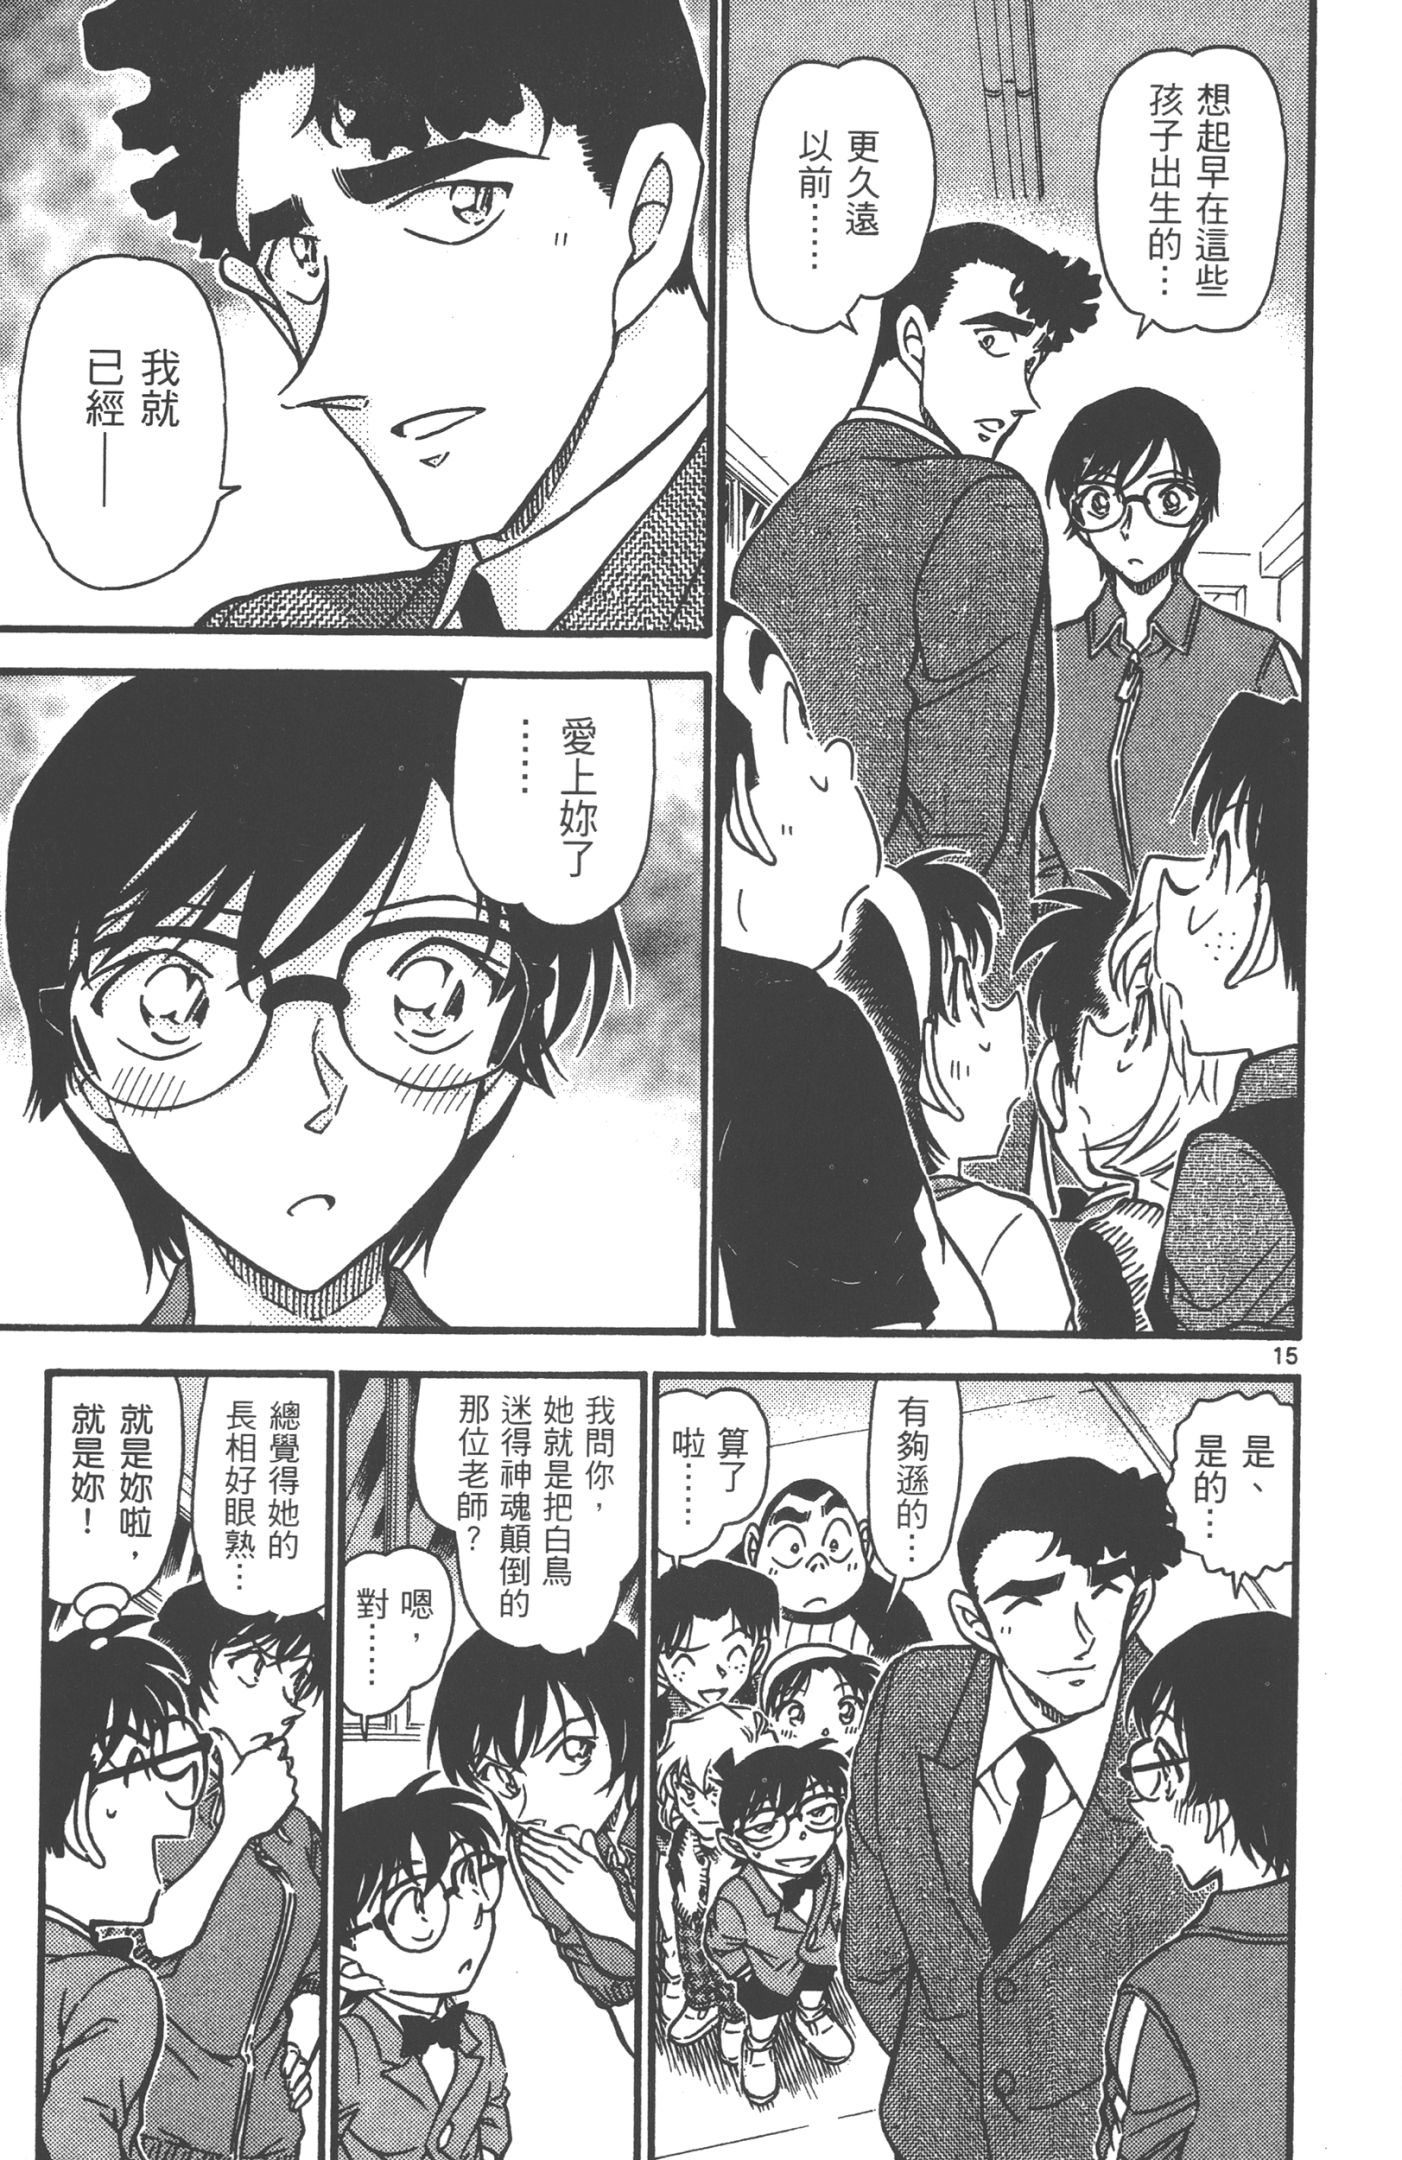 想起早在這些
孩子出生的…
更久遠
以前……
我就
已經——
愛上妳了
……
15
是、
是的…
有夠遜的…
算了
啦……
我問你，
她就是把白鳥
迷得神魂顛倒的
那位老師？
嗯，
對……
總覺得她的
長相好眼熟…
就是妳啦，
就是妳！